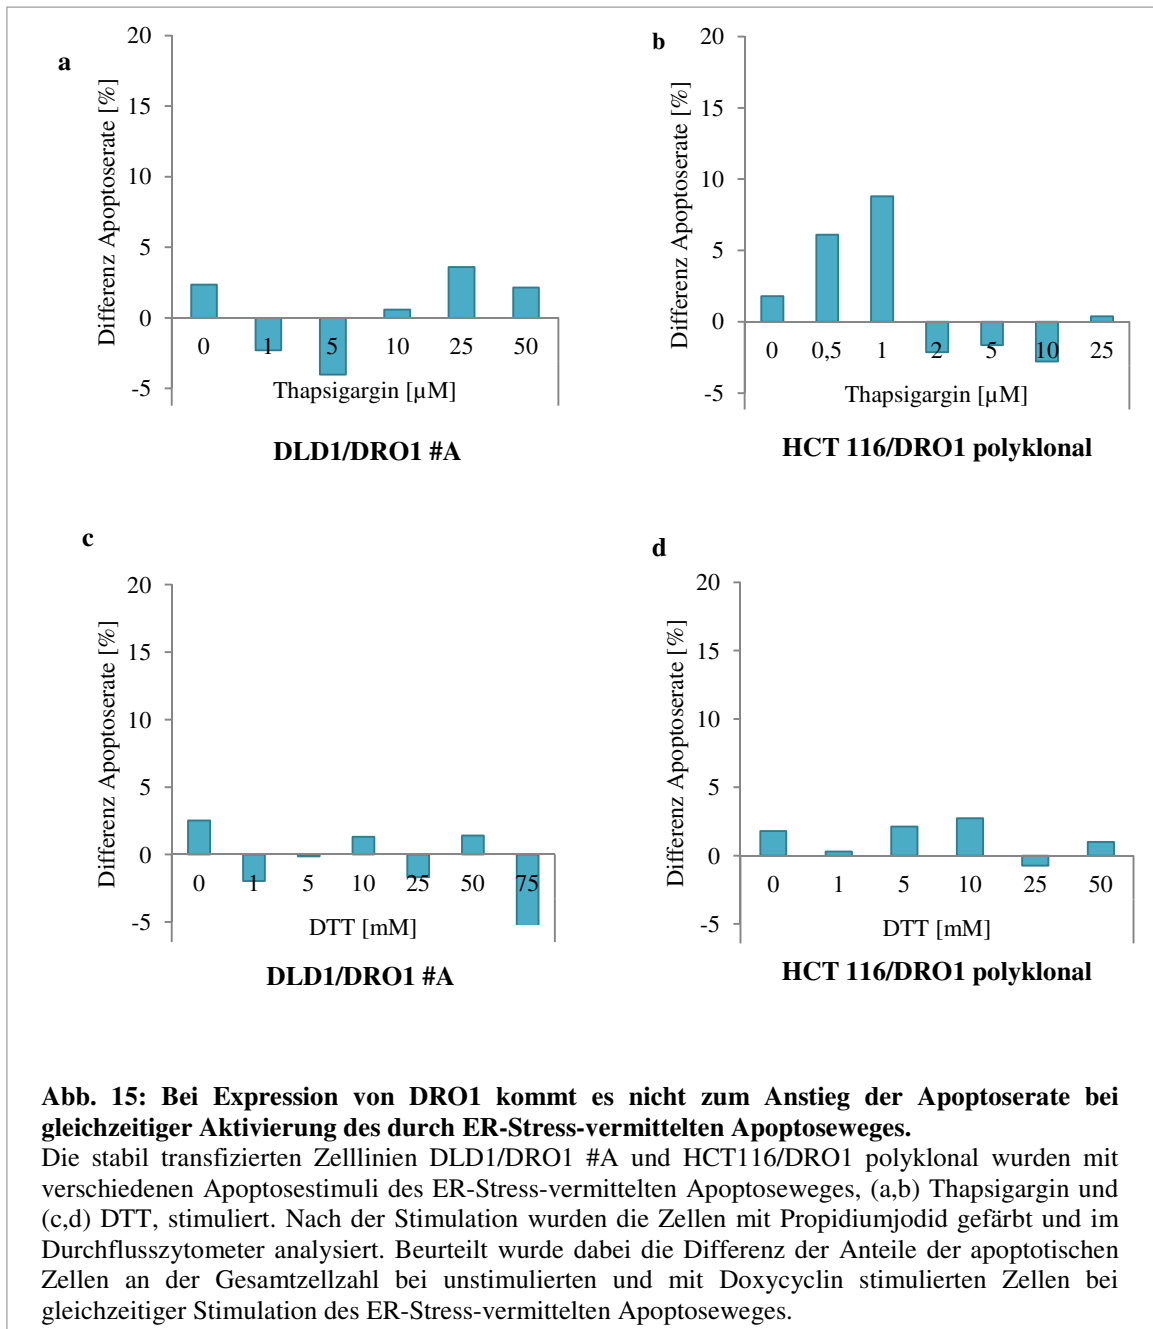 a
20
15
10
5
0
-5
Differenz Apoptoserate [%]
0 1 5 10 25 50
Thapsigargin [µM]
DLD1/DRO1 #A
b
20
15
10
5
0
-5
Differenz Apoptoserate [%]
0 0,5 1 2 5 10 25
Thapsigargin [µM]
HCT 116/DRO1 polyklonal
c
20
15
10
5
0
-5
Differenz Apoptoserate [%]
0 1 5 10 25 50 75
DTT [mM]
DLD1/DRO1 #A
d
20
15
10
5
0
-5
Differenz Apoptoserate [%]
0 1 5 10 25 50
DTT [mM]
HCT 116/DRO1 polyklonal
Abb. 15: Bei Expression von DRO1 kommt es nicht zum Anstieg der Apoptoserate bei
gleichzeitiger Aktivierung des durch ER-Stress-vermittelten Apoptoseweges.
Die stabil transfizierten Zelllinien DLD1/DRO1 #A und HCT116/DRO1 polyklonal wurden mit
verschiedenen Apoptosestimuli des ER-Stress-vermittelten Apoptoseweges, (a,b) Thapsigargin und
(c,d) DTT, stimuliert. Nach der Stimulation wurden die Zellen mit Propidiumjodid gefärbt und im
Durchflusszytometer analysiert. Beurteilt wurde dabei die Differenz der Anteile der apoptotischen
Zellen an der Gesamtzellzahl bei unstimulierten und mit Doxycyclin stimulierten Zellen bei
gleichzeitiger Stimulation des ER-Stress-vermittelten Apoptoseweges.